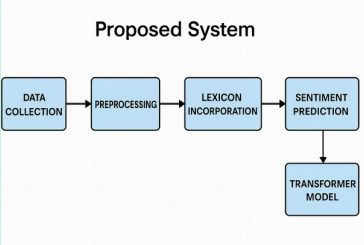 Proposed System
DATA
COLLECTION
PREPROCESSING
LEXICON
INCORPORATION
SENTIMENT
PREDICTION
TRANSFORMER
MODEL